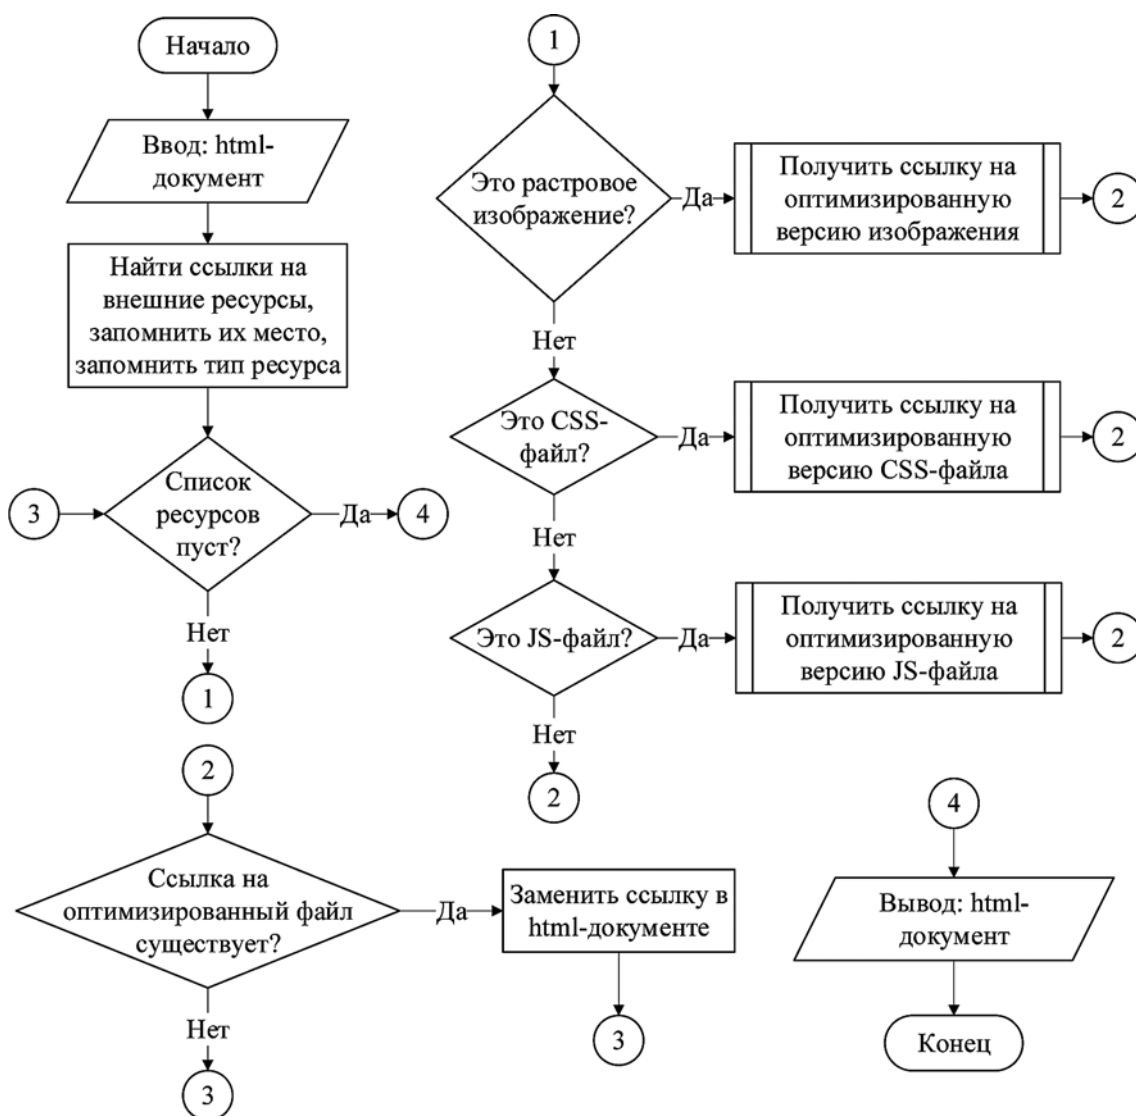 Начало
Ввод: html-
документ
Найти ссылки на
внешние ресурсы,
запомнить их место,
запомнить тип ресурса
3
Список
ресурсов
пуст?
Да
4
Нет
1
1
Это растровое
изображение?
Да
Получить ссылку на
оптимизированную
версию изображения
2
Нет
Это CSS-
файл?
Да
Получить ссылку на
оптимизированную
версию CSS-файла
2
Нет
Это JS-файл?
Да
Получить ссылку на
оптимизированную
версию JS-файла
2
Нет
2
2
Ссылка на
оптимизированный файл
существует?
Да
Заменить ссылку в
html-документе
3
Нет
3
4
Вывод: html-
документ
Конец